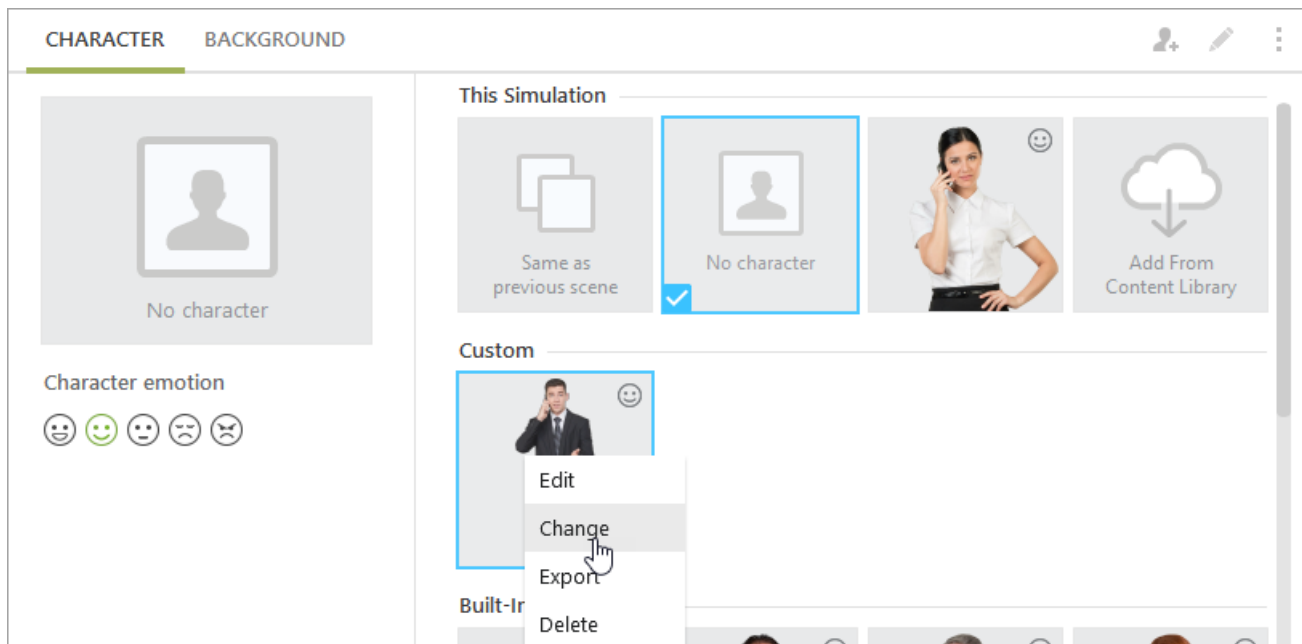 CHARACTER BACKGROUND
This Simulation
No character
Same as
previous scene
No character
Add From
Content Library
Character emotion
Custom
Edit
Change
Export
Delete